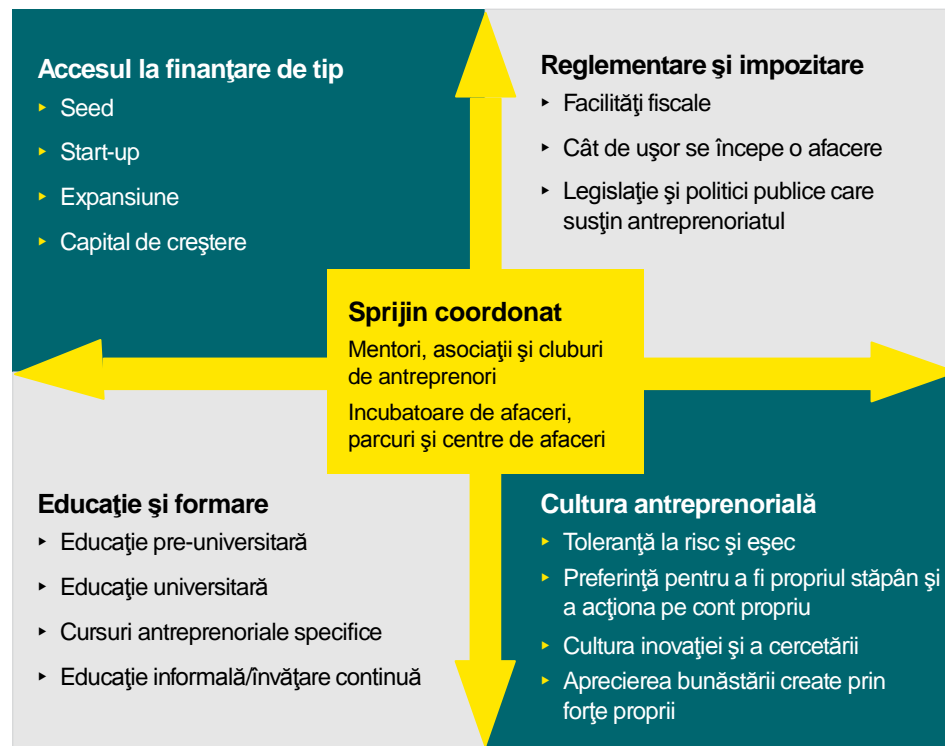 Accesul la finanţare de tip
▸ Seed
▸ Start-up
▸ Expansiune
▸ Capital de creştere
Reglementare şi impozitare
▸ Facilităţi fiscale
▸ Cât de uşor se începe o afacere
▸ Legislaţie şi politici publice care
susţin antreprenoriatul
Sprijin coordonat
Mentori, asociaţii şi cluburi
de antreprenori
Incubatoare de afaceri,
parcuri şi centre de afaceri
Educaţie şi formare
▸ Educaţie pre-universitară
▸ Educaţie universitară
▸ Cursuri antreprenoriale specifice
▸ Educaţie informală/învăţare continuă
Cultura antreprenorială
▸ Toleranţă la risc şi eşec
▸ Preferinţă pentru a fi propriul stăpân şi
a acţiona pe cont propriu
▸ Cultura inovaţiei şi a cercetării
▸ Aprecierea bunăstării create prin
forţe proprii